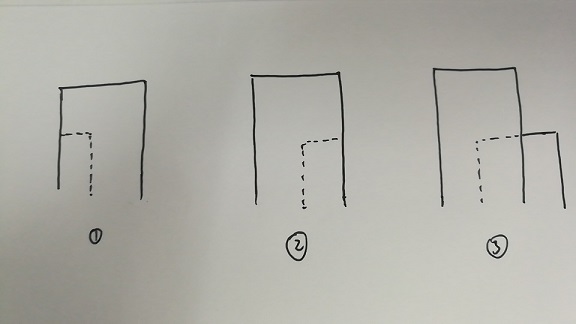 ① ② ③